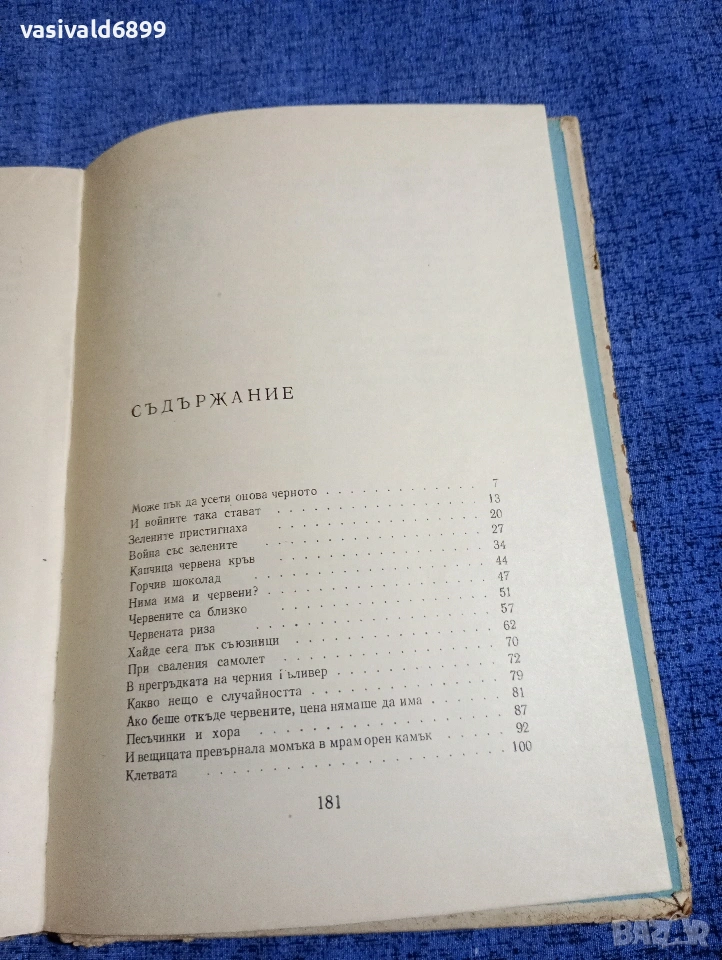 vasivald6899
СЪДЪРЖАНИЕ
Може пък да усети онова черното . . . . . . . . . . . 7
И войните така стават . . . . . . . . . . . . . . 13
Зелените пристигнаха . . . . . . . . . . . . . . 20
Война със зелените . . . . . . . . . . . . . . . 27
Капчица червена кръв . . . . . . . . . . . . . . 34
Горчив шоколад . . . . . . . . . . . . . . . . 44
Нима има и червени? . . . . . . . . . . . . . . 47
Червените са близко . . . . . . . . . . . . . . 51
Червената риза . . . . . . . . . . . . . . . . 57
Хайде сега пък съюзници . . . . . . . . . . . . . 62
При сваления самолет . . . . . . . . . . . . . . 70
В прегръдката на черния Гъливер . . . . . . . . . . . 72
Какво нещо е случайността . . . . . . . . . . . . . 79
Ако беше откъде червените, цена нямаше да има . . . . . . 81
Песъчинки и хора . . . . . . . . . . . . . . . 87
И вещицата превърнала момъка в мраморен камък . . . . . . 92
Клетвата . . . . . . . . . . . . . . . . . . 100
181
BAZAR